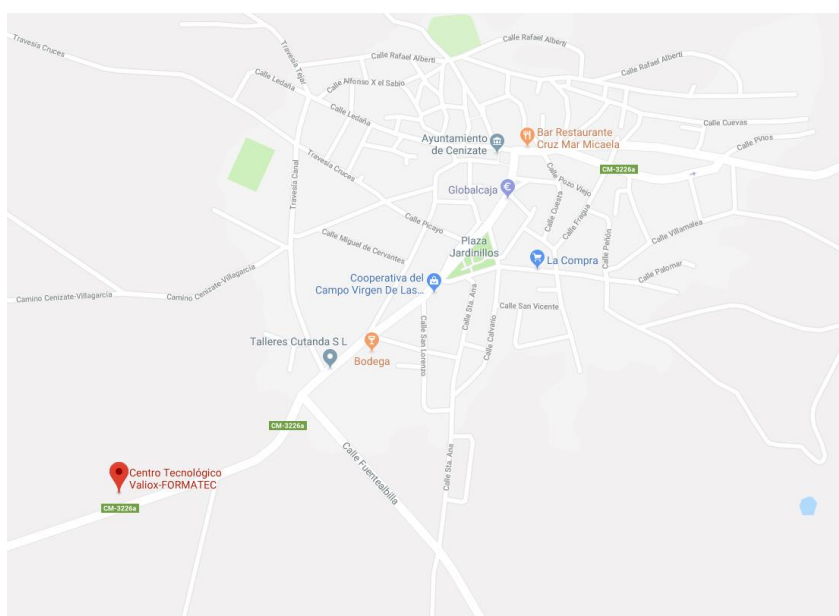 Travesía Cruces
Travesía Tejar
Calle Rafael Alberti
Calle Rafael Alberti
Calle Rafael Alberti
Calle Ledaña
Calle Alfonso X el Sabio
Calle Ledaña
Calle Cuevas
Calle Pinos
Ayuntamiento
de Cenizate
Bar Restaurante
Cruz Mar Micaela
CM-3226a
Travesía Cruces
Travesía Canal
Globalcaja
Calle Pozo Viejo
Calle Cuesta
Calle Fragua
Calle Picayo
Calle Peñón
Calle Villamalea
Calle Miguel de Cervantes
Plaza
Jardinillos
La Compra
Calle Palomar
Camino Cenizate-Villagarcía
Camino Cenizate-Villagarcía
Cooperativa del
Campo Virgen De Las...
Calle Sta. Ana
Calle San Vicente
Calle Calvario
Calle San Lorenzo
Talleres Cutanda S L
Bodega
CM-3226a
Calle Fuentealbilla
Calle Sta. Ana
Centro Tecnológico
Valiox-FORMATEC
CM-3226a